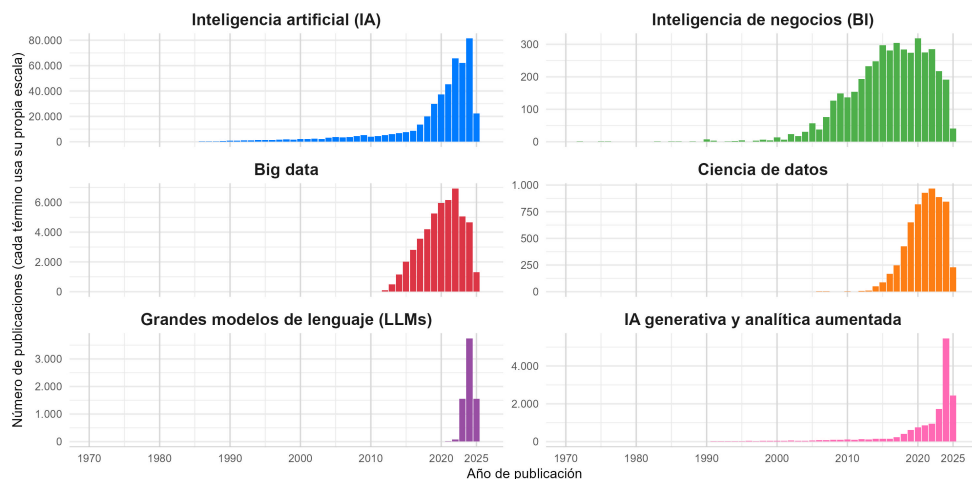 Inteligencia artificial (IA)
Inteligencia de negocios (BI)
80.000
60.000
40.000
20.000
0
300
200
100
0
Big data
Ciencia de datos
6.000
4.000
2.000
0
1.000
750
500
250
0
Grandes modelos de lenguaje (LLMs)
IA generativa y analítica aumentada
3.000
2.000
1.000
0
4.000
2.000
0
1970 1980 1990 2000 2010 2020 2025
1970 1980 1990 2000 2010 2020 2025
Año de publicación
Número de publicaciones (cada término usa su propia escala)